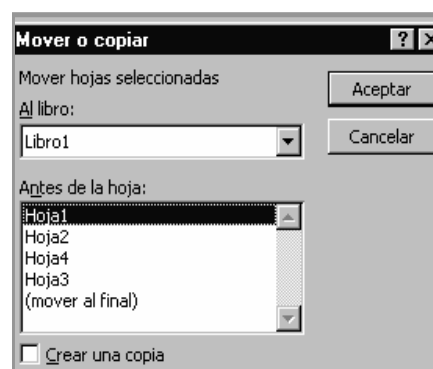 Mover o copiar
Mover hojas seleccionadas
Al libro:
Libro1
Aceptar
Cancelar
Antes de la hoja:
Hoja1
Hoja2
Hoja4
Hoja3
(mover al final)
Crear una copia